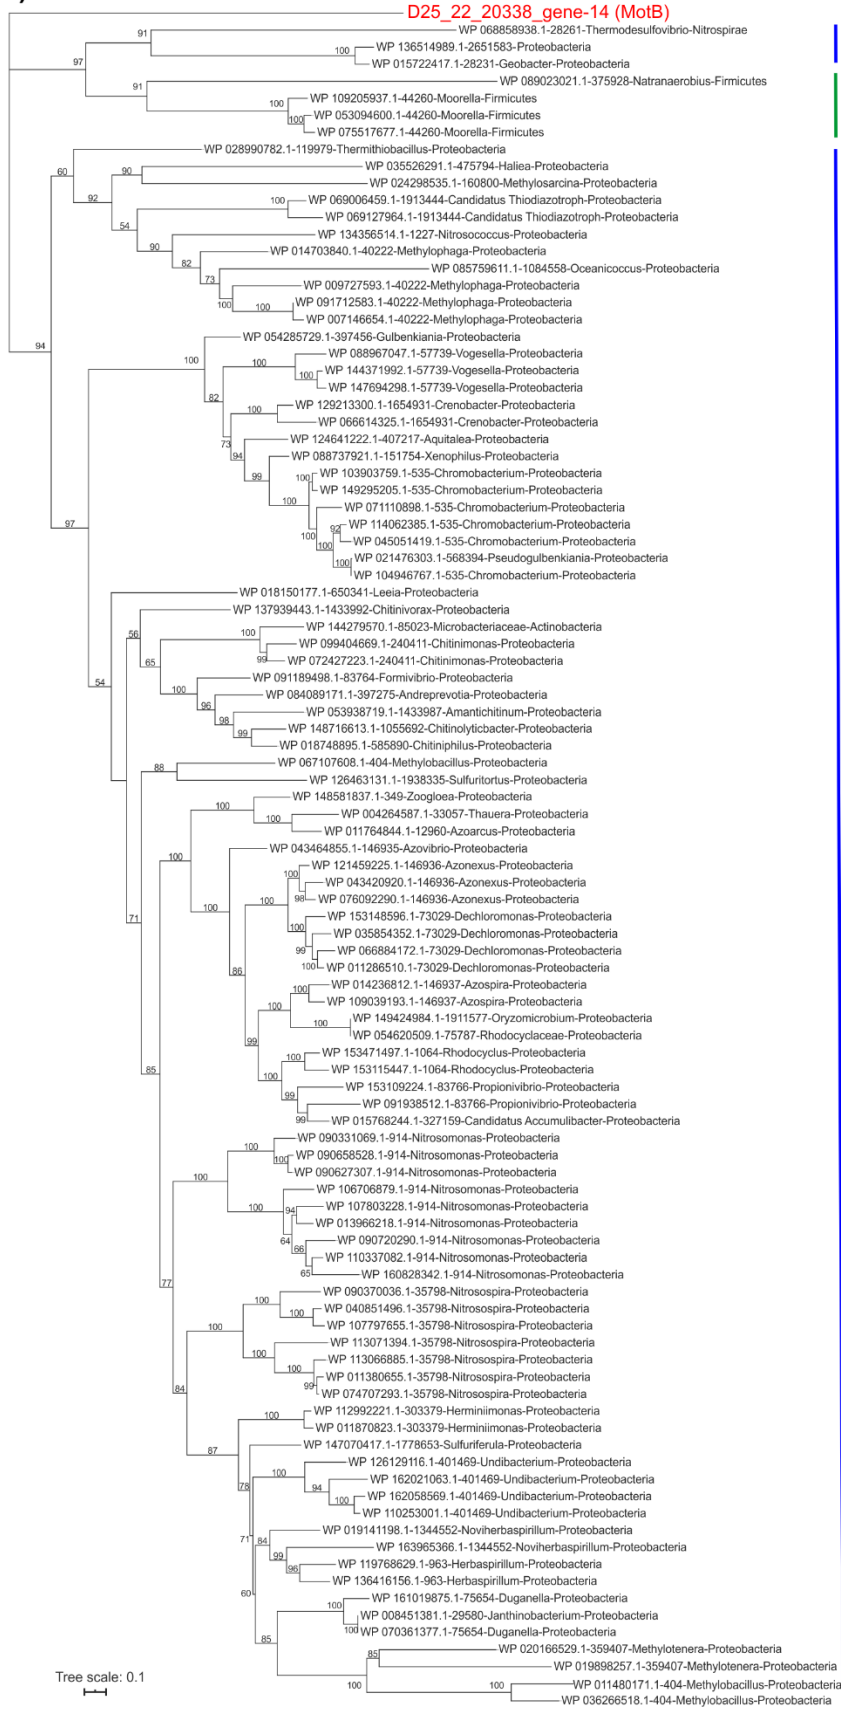 D25_22_20338_gene-14 (MotB)
91
WP 068858938.1-28261-Thermodesulfovibrio-Nitrospirae
100
WP 136514989.1-2651583-Proteobacteria
97
WP 015722417.1-28231-Geobacter-Proteobacteria
91
WP 089023021.1-375928-Natranaerobius-Firmicutes
100
WP 109205937.1-44260-Moorella-Firmicutes
100
WP 053094600.1-44260-Moorella-Firmicutes
WP 075517677.1-44260-Moorella-Firmicutes
WP 028990782.1-119979-Thermithiobacillus-Proteobacteria
60
90
WP 035526291.1-475794-Haliea-Proteobacteria
WP 024298535.1-160800-Methylosarcina-Proteobacteria
92
100
WP 069006459.1-1913444-Candidatus Thiodiazotroph-Proteobacteria
WP 069127964.1-1913444-Candidatus Thiodiazotroph-Proteobacteria
54
WP 134356514.1-1227-Nitrosococcus-Proteobacteria
90
WP 014703840.1-40222-Methylophaga-Proteobacteria
82
WP 085759611.1-1084558-Oceanicoccus-Proteobacteria
73
WP 009727593.1-40222-Methylophaga-Proteobacteria
100
100
WP 091712583.1-40222-Methylophaga-Proteobacteria
WP 007146654.1-40222-Methylophaga-Proteobacteria
94
WP 054285729.1-397456-Gulbenkiania-Proteobacteria
100
100
WP 088967047.1-57739-Vogesella-Proteobacteria
100
WP 144371992.1-57739-Vogesella-Proteobacteria
WP 147694298.1-57739-Vogesella-Proteobacteria
82
100
WP 129213300.1-1654931-Crenobacter-Proteobacteria
WP 066614325.1-1654931-Crenobacter-Proteobacteria
73
WP 124641222.1-407217-Aquitalea-Proteobacteria
94
WP 088737921.1-151754-Xenophilus-Proteobacteria
99
100
WP 103903759.1-535-Chromobacterium-Proteobacteria
WP 149295205.1-535-Chromobacterium-Proteobacteria
100
WP 071110898.1-535-Chromobacterium-Proteobacteria
97
92
WP 114062385.1-535-Chromobacterium-Proteobacteria
100
100
WP 045051419.1-535-Chromobacterium-Proteobacteria
100
WP 021476303.1-568394-Pseudogulbenkiania-Proteobacteria
WP 104946767.1-535-Chromobacterium-Proteobacteria
WP 018150177.1-650341-Leeia-Proteobacteria
WP 137939443.1-1433992-Chitinivorax-Proteobacteria
56
100
WP 144279570.1-85023-Microbacteriaceae-Actinobacteria
WP 099404669.1-240411-Chitinimonas-Proteobacteria
65
99
WP 072427223.1-240411-Chitinimonas-Proteobacteria
54
WP 091189498.1-83764-Formivibrio-Proteobacteria
100
WP 084089171.1-397275-Andreprevotia-Proteobacteria
96
WP 053938719.1-1433987-Amantichitinum-Proteobacteria
98
WP 148716613.1-1055692-Chitinolyticbacter-Proteobacteria
99
WP 018748895.1-585890-Chitiniphilus-Proteobacteria
88
WP 067107608.1-404-Methylobacillus-Proteobacteria
WP 126463131.1-1938335-Sulfuritortus-Proteobacteria
WP 148581837.1-349-Zoogloea-Proteobacteria
100
WP 004264587.1-33057-Thauera-Proteobacteria
100
WP 011764844.1-12960-Azoarcus-Proteobacteria
WP 043464855.1-146935-Azovibrio-Proteobacteria
100
WP 121459225.1-146936-Azonexus-Proteobacteria
100
WP 043420920.1-146936-Azonexus-Proteobacteria
98
WP 076092290.1-146936-Azonexus-Proteobacteria
100
100
71
WP 153148596.1-73029-Dechloromonas-Proteobacteria
100
WP 035854352.1-73029-Dechloromonas-Proteobacteria
99
WP 066884172.1-73029-Dechloromonas-Proteobacteria
100
WP 011286510.1-73029-Dechloromonas-Proteobacteria
86
100
WP 014236812.1-146937-Azospira-Proteobacteria
100
WP 109039193.1-146937-Azospira-Proteobacteria
100
WP 149424984.1-1911577-Oryzomicrobium-Proteobacteria
WP 054620509.1-75787-Rhodocyclaceae-Proteobacteria
99
100
WP 153471497.1-1064-Rhodocyclus-Proteobacteria
85
WP 153115447.1-1064-Rhodocyclus-Proteobacteria
100
WP 153109224.1-83766-Propionivibrio-Proteobacteria
99
WP 091938512.1-83766-Propionivibrio-Proteobacteria
99
WP 015768244.1-327159-Candidatus Accumulibacter-Proteobacteria
WP 090331069.1-914-Nitrosomonas-Proteobacteria
100
100
WP 090658528.1-914-Nitrosomonas-Proteobacteria
WP 090627307.1-914-Nitrosomonas-Proteobacteria
100
WP 106706879.1-914-Nitrosomonas-Proteobacteria
100
94
WP 107803228.1-914-Nitrosomonas-Proteobacteria
WP 013966218.1-914-Nitrosomonas-Proteobacteria
64
WP 090720290.1-914-Nitrosomonas-Proteobacteria
66
WP 110337082.1-914-Nitrosomonas-Proteobacteria
65
WP 160828342.1-914-Nitrosomonas-Proteobacteria
77
WP 090370036.1-35798-Nitrosospira-Proteobacteria
100
WP 040851496.1-35798-Nitrosospira-Proteobacteria
100
WP 107797655.1-35798-Nitrosospira-Proteobacteria
100
WP 113071394.1-35798-Nitrosospira-Proteobacteria
100
WP 113066885.1-35798-Nitrosospira-Proteobacteria
100
WP 011380655.1-35798-Nitrosospira-Proteobacteria
99
WP 074707293.1-35798-Nitrosospira-Proteobacteria
84
WP 112992221.1-303379-Herminiimonas-Proteobacteria
100
WP 011870823.1-303379-Herminiimonas-Proteobacteria
87
WP 147070417.1-1778653-Sulfuriferula-Proteobacteria
WP 126129116.1-401469-Undibacterium-Proteobacteria
100
WP 162021063.1-401469-Undibacterium-Proteobacteria
78
94
WP 162058569.1-401469-Undibacterium-Proteobacteria
100
WP 110253001.1-401469-Undibacterium-Proteobacteria
WP 019141198.1-1344552-Noviherbaspirillum-Proteobacteria
71
84
WP 163965366.1-1344552-Noviherbaspirillum-Proteobacteria
99
WP 119768629.1-963-Herbaspirillum-Proteobacteria
96
WP 136416156.1-963-Herbaspirillum-Proteobacteria
60
WP 161019875.1-75654-Duganella-Proteobacteria
100
WP 008451381.1-29580-Janthinobacterium-Proteobacteria
100
WP 070361377.1-75654-Duganella-Proteobacteria
85
85
WP 020166529.1-359407-Methylotenera-Proteobacteria
WP 019898257.1-359407-Methylotenera-Proteobacteria
Tree scale: 0.1
100
100
WP 011480171.1-404-Methylobacillus-Proteobacteria
WP 036266518.1-404-Methylobacillus-Proteobacteria